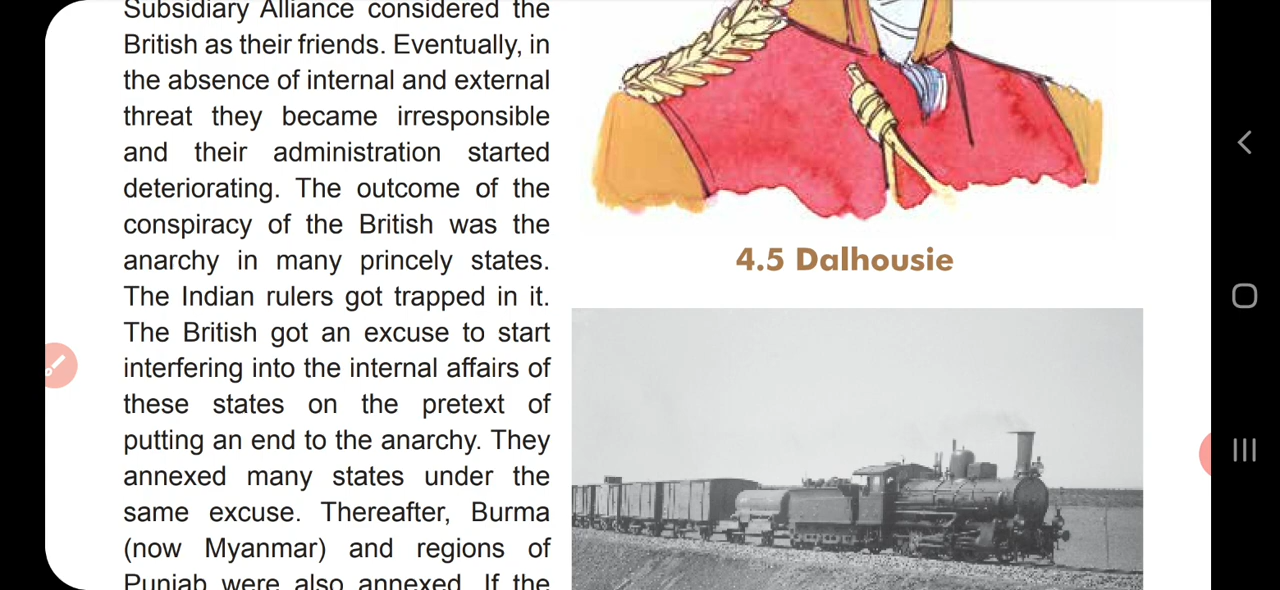 Subsidiary Alliance considered the
British as their friends. Eventually, in
the absence of internal and external
threat they became irresponsible
and their administration started
deteriorating. The outcome of the
conspiracy of the British was the
anarchy in many princely states.
The Indian rulers got trapped in it.
The British got an excuse to start
interfering into the internal affairs of
these states on the pretext of
putting an end to the anarchy. They
annexed many states under the
same excuse. Thereafter, Burma
(now Myanmar) and regions of
Punjab were also annexed. If the
4.5 Dalhousie